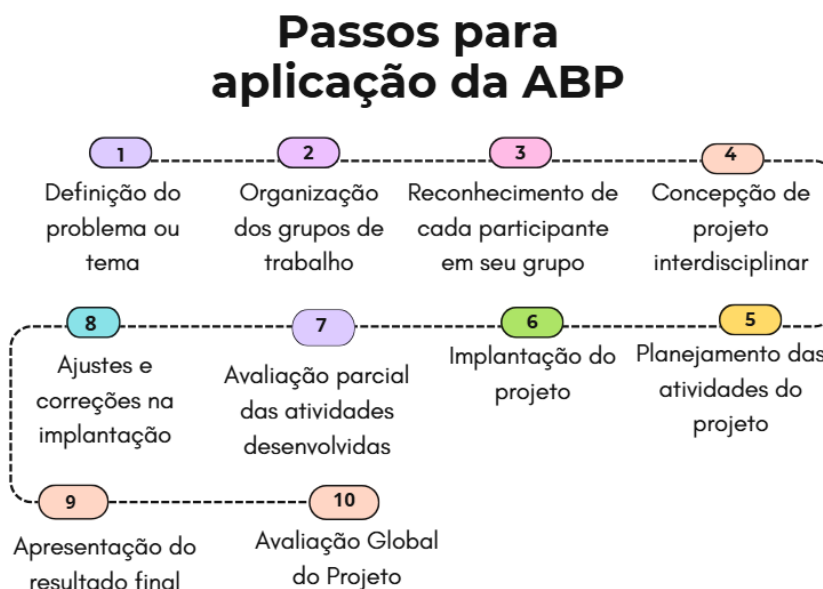 Passos para
aplicação da ABP
1
Definição do
problema ou
tema
2
Organização
dos grupos de
trabalho
3
Reconhecimento de
cada participante
em seu grupo
4
Concepção de
projeto
interdisciplinar
5
Planejamento das
atividades do
projeto
6
Implantação do
projeto
7
Avaliação parcial
das atividades
desenvolvidas
8
Ajustes e
correções na
implantação
9
Apresentação do
resultado final
10
Avaliação Global
do Projeto